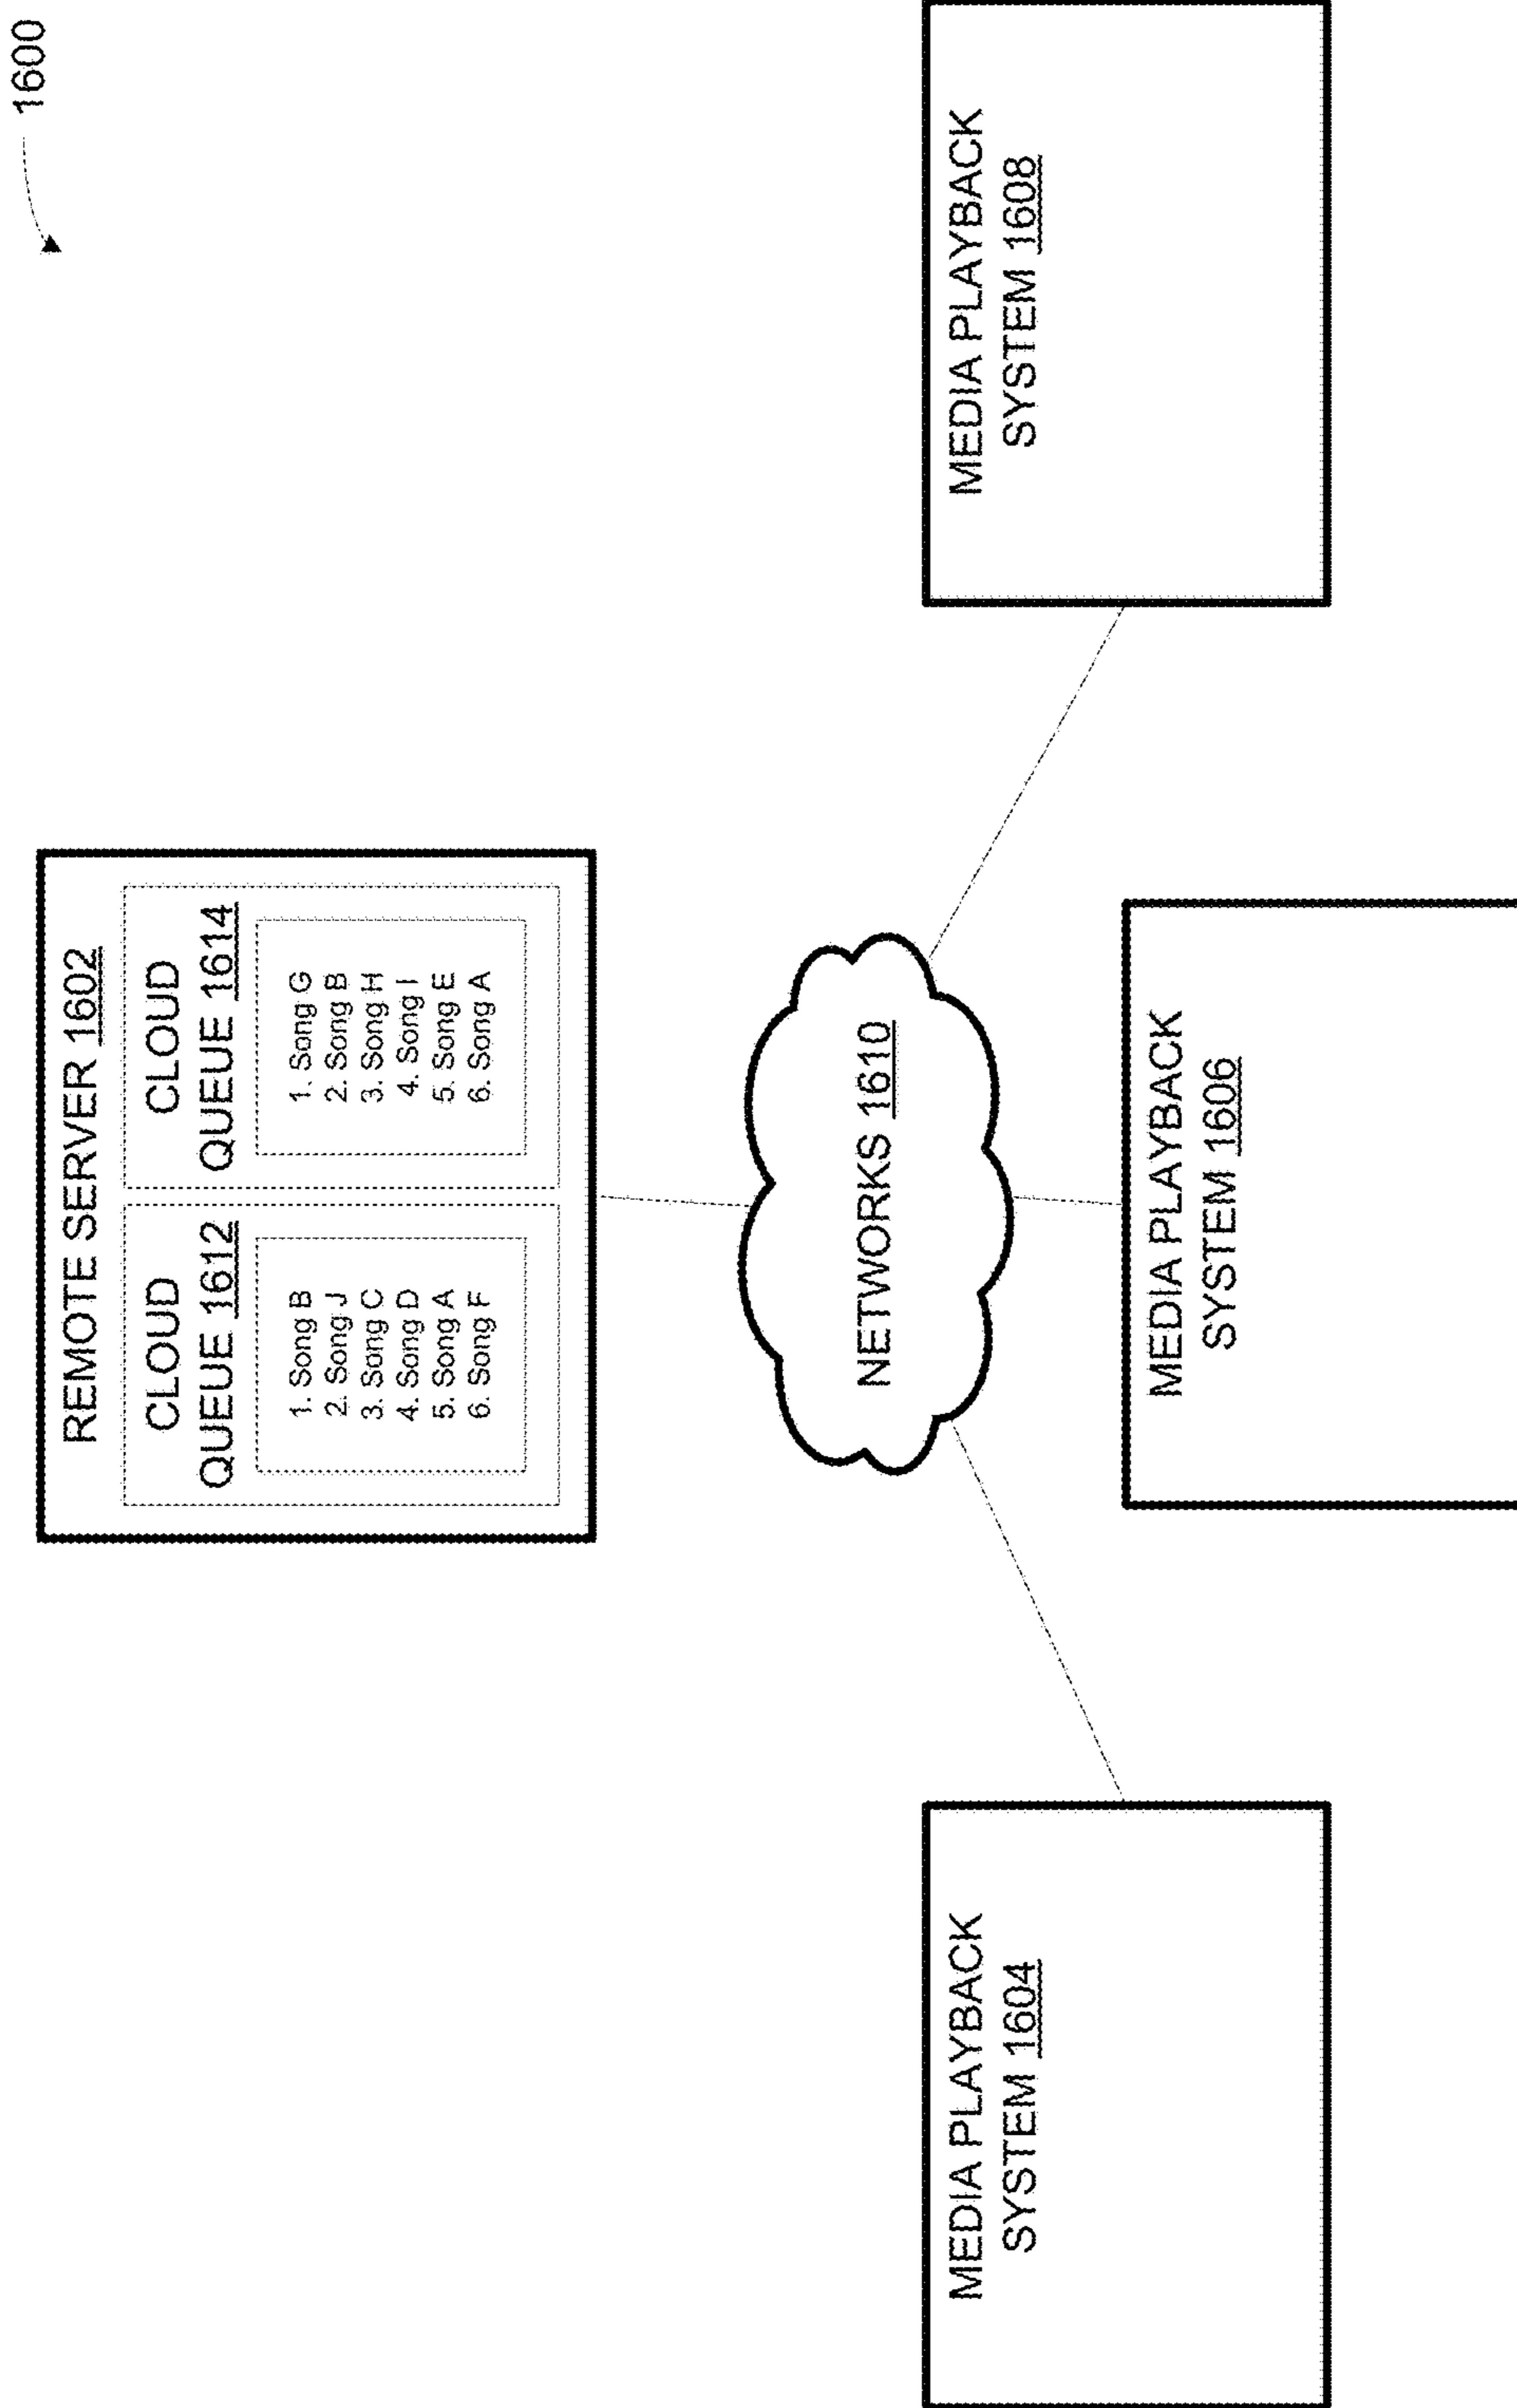 1600
REMOTE SERVER 1602
CLOUD
QUEUE 1612
1. Song B
2. Song J
3. Song C
4. Song D
5. Song A
6. Song F
CLOUD
QUEUE 1614
1. Song G
2. Song B
3. Song H
4. Song I
5. Song E
6. Song A
NETWORKS 1610
MEDIA PLAYBACK
SYSTEM 1604
MEDIA PLAYBACK
SYSTEM 1606
MEDIA PLAYBACK
SYSTEM 1608